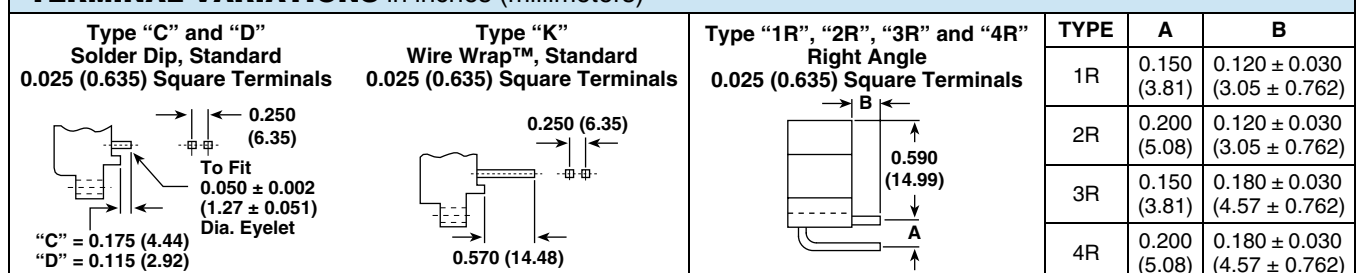 TERMINAL VARIATIONS in inches (millimeters)
Type “C” and “D”
Solder Dip, Standard
0.025 (0.635) Square Terminals
0.250
(6.35)
To Fit
0.050 ± 0.002
(1.27 ± 0.051)
Dia. Eyelet
“C” = 0.175 (4.44)
“D” = 0.115 (2.92)
Type “K”
Wire Wrap™, Standard
0.025 (0.635) Square Terminals
0.250 (6.35)
0.570 (14.48)
Type “1R”, “2R”, “3R” and “4R”
Right Angle
0.025 (0.635) Square Terminals
B
0.590
(14.99)
A
TYPE A B
1R 0.150 0.120 ± 0.030
(3.81) (3.05 ± 0.762)
2R 0.200 0.120 ± 0.030
(5.08) (3.05 ± 0.762)
3R 0.150 0.180 ± 0.030
(3.81) (4.57 ± 0.762)
4R 0.200 0.180 ± 0.030
(5.08) (4.57 ± 0.762)